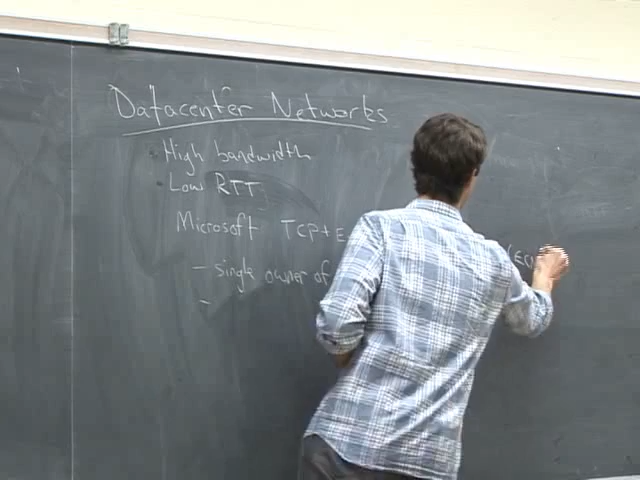 Datacenter Networks
High bandwidth
Low RTT
Microsoft TCP+E
- single owner of
-